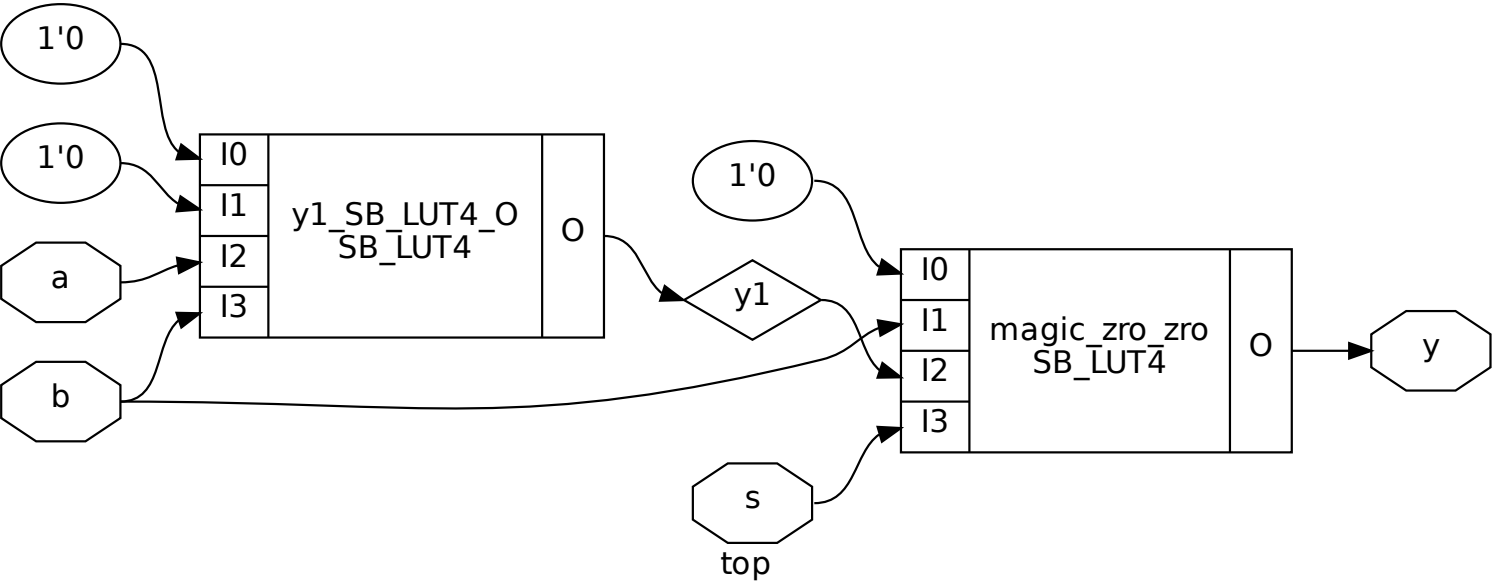 1'0
1'0
a
b
I0
I1
I2
I3
y1_SB_LUT4_O
SB_LUT4
O
1'0
y1
s
I0
I1
I2
I3
magic_zro_zro
SB_LUT4
O
y
top